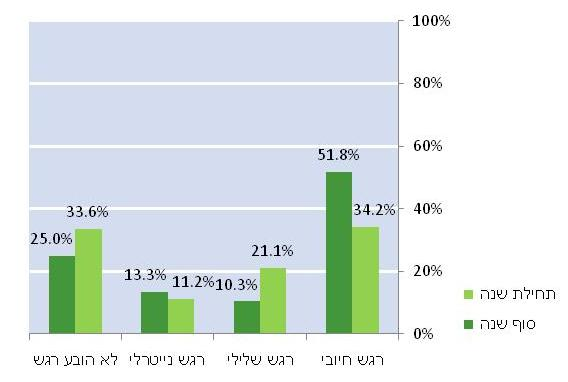 100%
80%
60%
40%
20%
0%
51.8%
34.2%
10.3%
21.1%
13.3%
11.2%
25.0%
33.6%
רגש חיובי
רגש שלילי
רגש נייטרלי
לא הובע רגש
תחילת שנה
סוף שנה